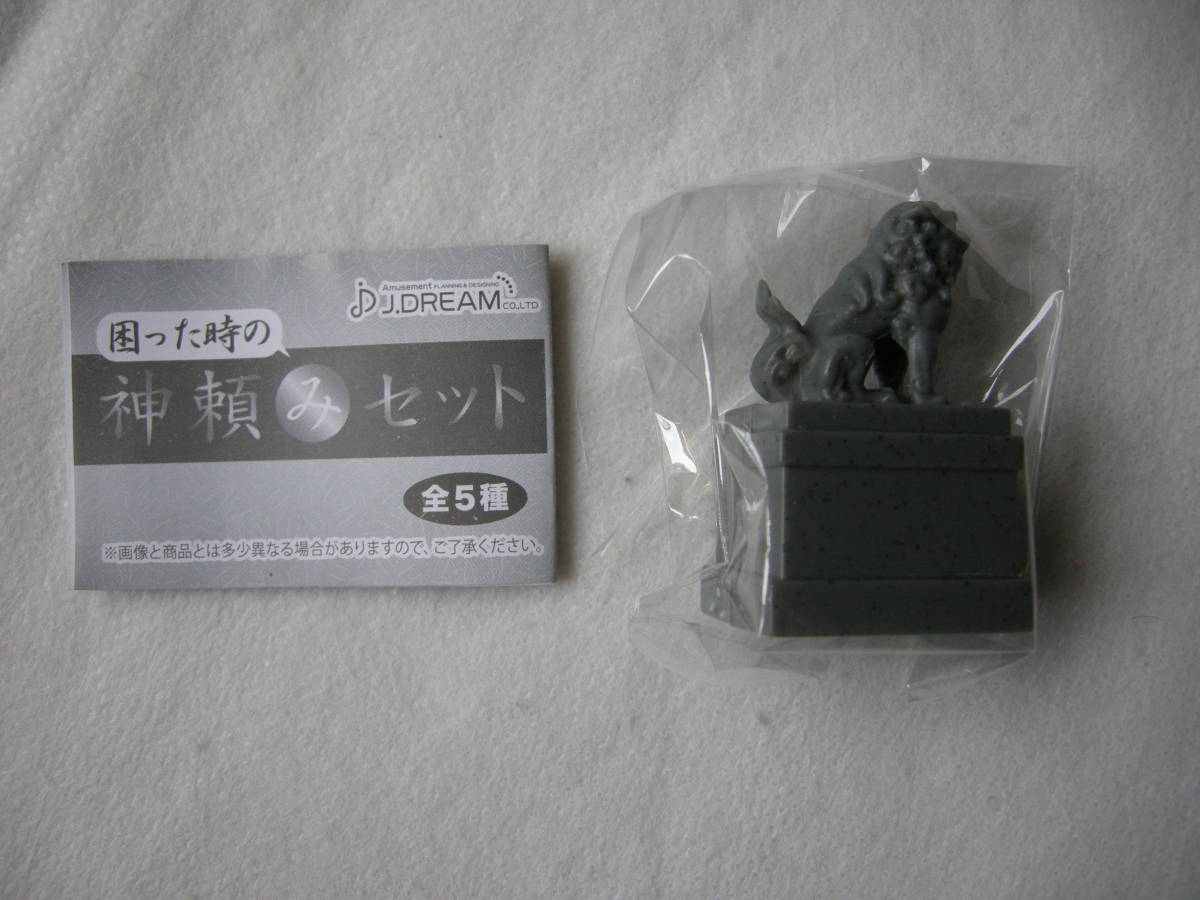 Amusement PLANNING & DESIGNING
J.DREAM CO.,LTD
困った時の
神頼みセット
全5種
※画像と商品とは多少異なる場合がありますので、ご了承ください。